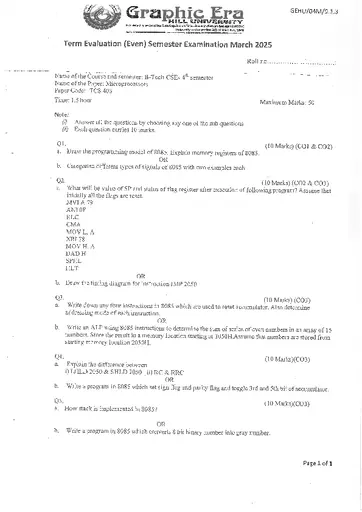 GEHU/04NU/9.1.3
Graphic Era
HILL UNIVERSITY
Term Evaluation (Even) Semester Examination March 2025
Roll no
Name of the Course and semester: B-Tech CSE- 4th semester
Name of the Paper: Microprocessors
Paper Code: TCS 403
Time: 1.5 hour Maximum Marks: 50
Note:
(i) Answer all the questions by choosing any one of the sub questions
(ii) Each question carries 10 marks.
Q1. (10 Marks) (CO1 & CO2)
a. Draw the programming model of 8085. Explain memory registers of 8085.
OR
b. Categorize different types of signals of 8085 with two examples each
Q2. (10 Marks) (CO2 & CO3)
a. What will be value of SP and status of flag register after execution of following program? Assume that
initially all the flags are reset.
MVI A 79
RLC
CMA
MOV L, A
MOV H, A
DAD H
SPHL
HLT
OR
b. Draw the timing diagram for instruction JMP 2050
Q3. (10 Marks) (CO3)
a. Write down any four instructions in 8085 which are used to reset accumulator. Also determine
addressing mode of each instruction.
OR
b. Write an ALP using 8085 instructions to determine the sum of series of even numbers in an array of 15
numbers. Store the result in a memory location starting at 3050H. Assume that numbers are stored from
starting memory location 2050H.
Q4. (10 Marks)(CO3)
a. Explain the difference between
i) LHLD 2050 & SHLD 2050 ii) RC & RRC
OR
b. Write a program in 8085 which set sign flag and parity flag and toggle 3rd and 5th bit of accumulator.
Q5. (10 Marks)(CO3)
a. How stack is implemented in 8085?
OR
b. Write a program in 8085 which converts 8 bit binary number into gray number.
Page 1 of 1